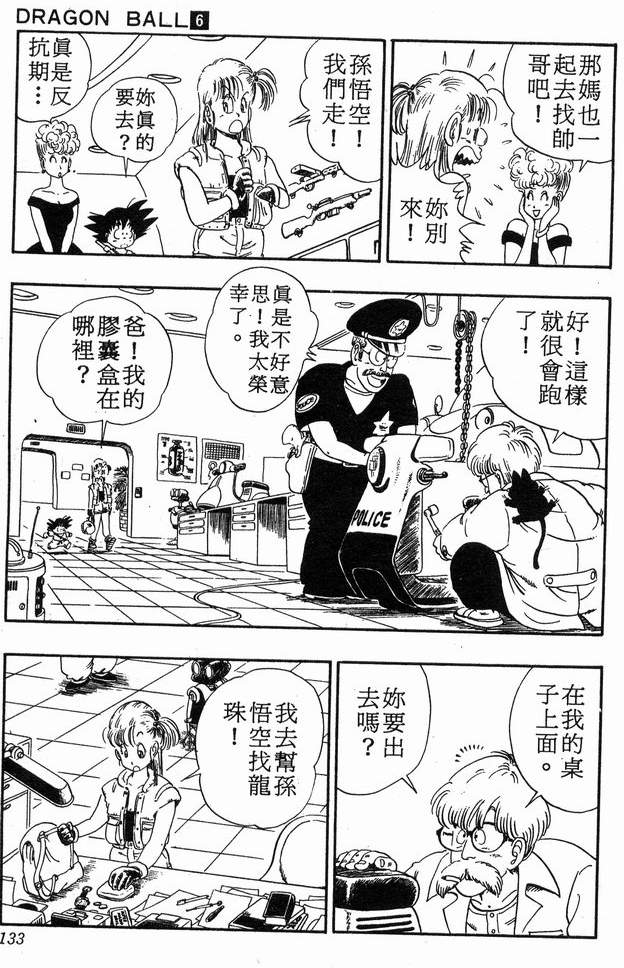 DRAGON BALL 6
那媽也一
起去找帥
哥吧！
妳別
來！
孫悟空！
我們走！
妳眞的
要去？
眞是反
抗期…
好！這樣
就很會跑
了！
眞是不好意
思！我太榮
幸了。
爸！我的
膠囊盒在
哪裡？
POLICE
POLICE
在我的桌
子上面。
妳要出
去嗎？
我去幫孫
悟空找龍
珠！
133